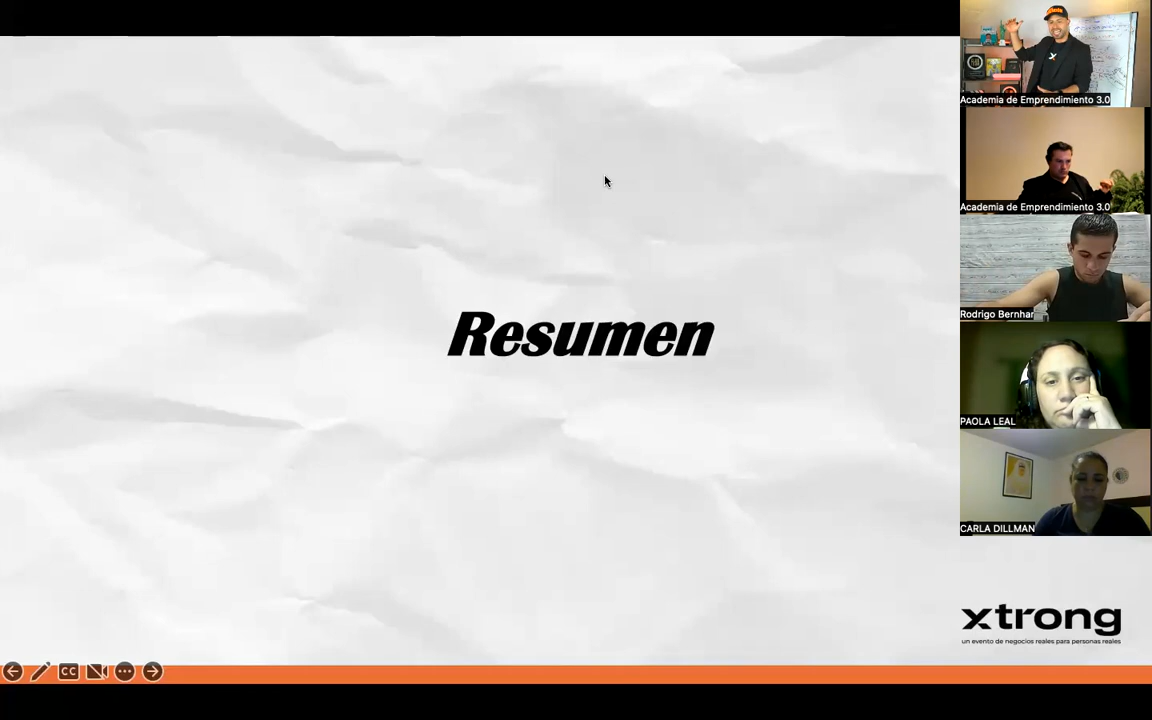 Resumen
Academia de Emprendimiento 3.0
Academia de Emprendimiento 3.0
Rodrigo Bernhar
PAOLA LEAL
CARLA DILLMAN
xtrong
un evento de negocios reales para personas reales
CC